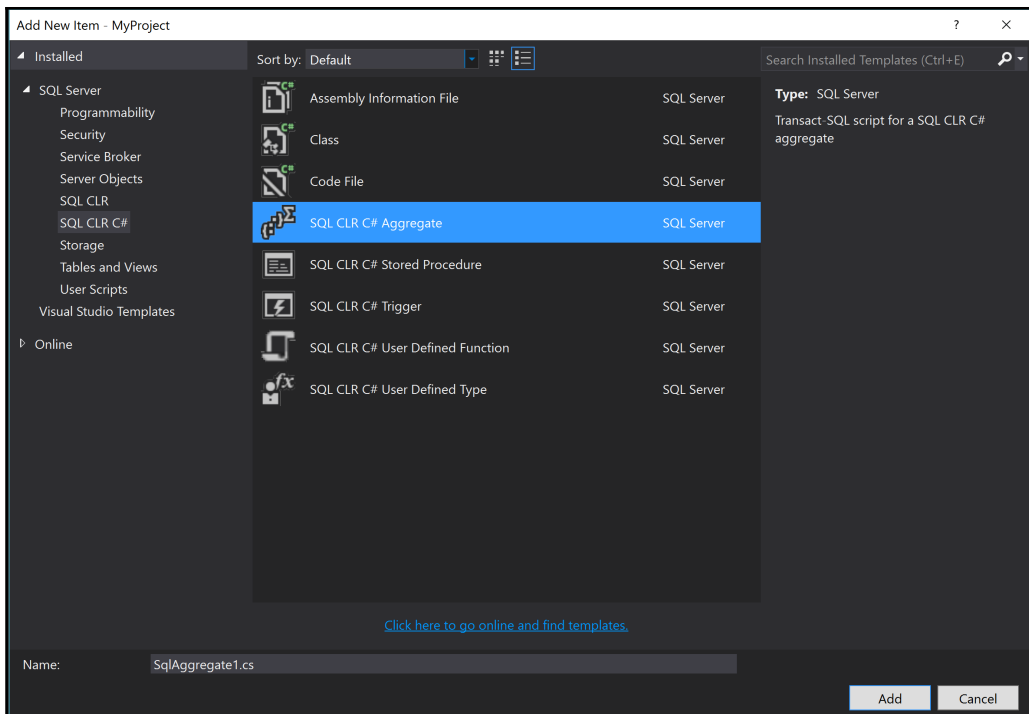 Add New Item - MyProject
? ×
Installed
SQL Server
Programmability
Security
Service Broker
Server Objects
SQL CLR
SQL CLR C#
Storage
Tables and Views
User Scripts
Visual Studio Templates
Online
Sort by: Default
Assembly Information File SQL Server
Class SQL Server
Code File SQL Server
SQL CLR C# Aggregate SQL Server
SQL CLR C# Stored Procedure SQL Server
SQL CLR C# Trigger SQL Server
SQL CLR C# User Defined Function SQL Server
SQL CLR C# User Defined Type SQL Server
Click here to go online and find templates.
Search Installed Templates (Ctrl+E)
Type: SQL Server
Transact-SQL script for a SQL CLR C#
aggregate
Name: SqlAggregate1.cs
Add Cancel